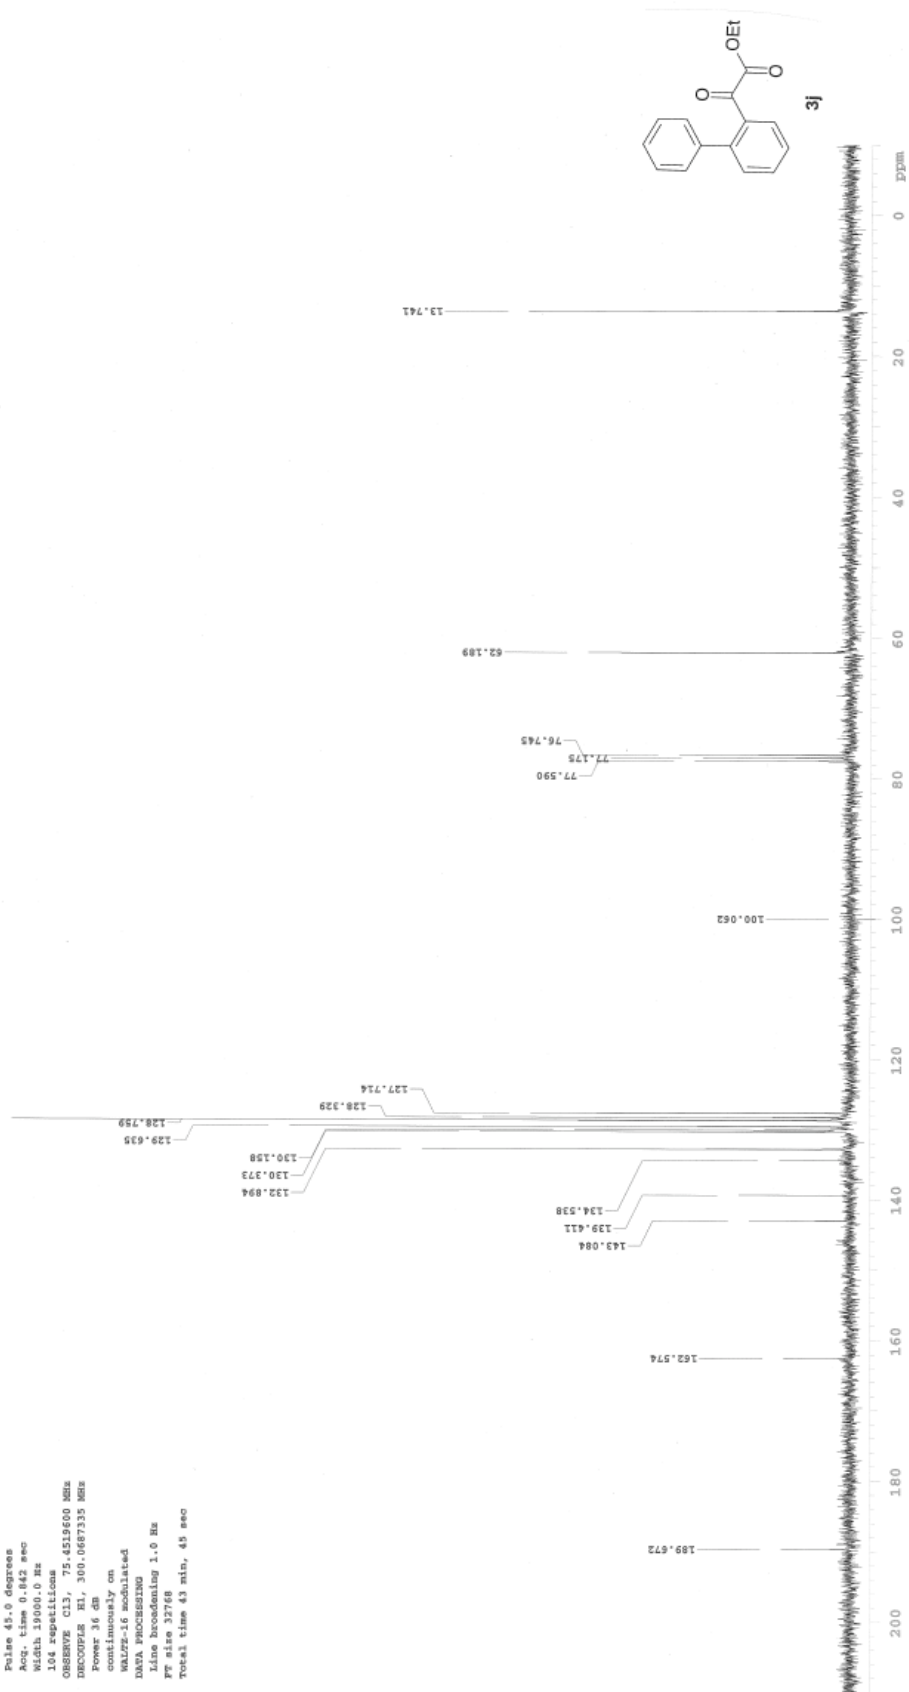 Pulse 45.0 degrees
Acq. time 0.842 sec
Width 19000.0 Hz
104 repetitions
OBSERVE C13, 75.4519600 MHz
DECOUPLE H1, 300.0687335 MHz
Power 36 dB
continuously on
WALTZ-16 modulated
DATA PROCESSING
Line broadening 1.0 Hz
FT size 32768
Total time 43 min, 45 sec
189.672
162.574
143.084
139.411
134.538
132.894
130.373
130.158
129.635
128.759
128.329
127.714
100.062
77.590
77.175
76.745
62.189
13.741
O
O
OEt
3j
200
180
160
140
120
100
80
60
40
20
0
ppm